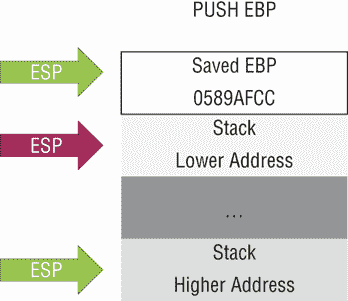 PUSH EBP
ESP
Saved EBP
0589AFCC
ESP
Stack
Lower Address
...
ESP
Stack
Higher Address